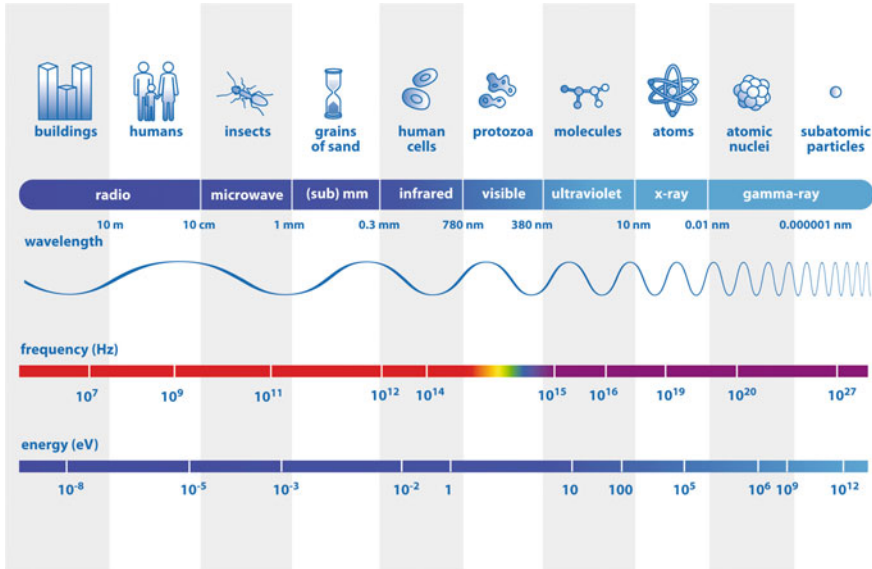 buildings
humans
insects
grains
of sand
human
cells
protozoa
molecules
atoms
atomic
nuclei
subatomic
particles
radio
microwave
(sub) mm
infrared
visible
ultraviolet
x-ray
gamma-ray
10 m
10 cm
1 mm
0.3 mm
780 nm
380 nm
10 nm
0.01 nm
0.000001 nm
wavelength
frequency (Hz)
10⁷
10⁹
10¹¹
10¹²
10¹⁴
10¹⁵
10¹⁶
10¹⁹
10²⁰
10²⁷
energy (eV)
10⁻⁸
10⁻⁵
10⁻³
10⁻²
1
10
100
10⁵
10⁶
10⁹
10¹²